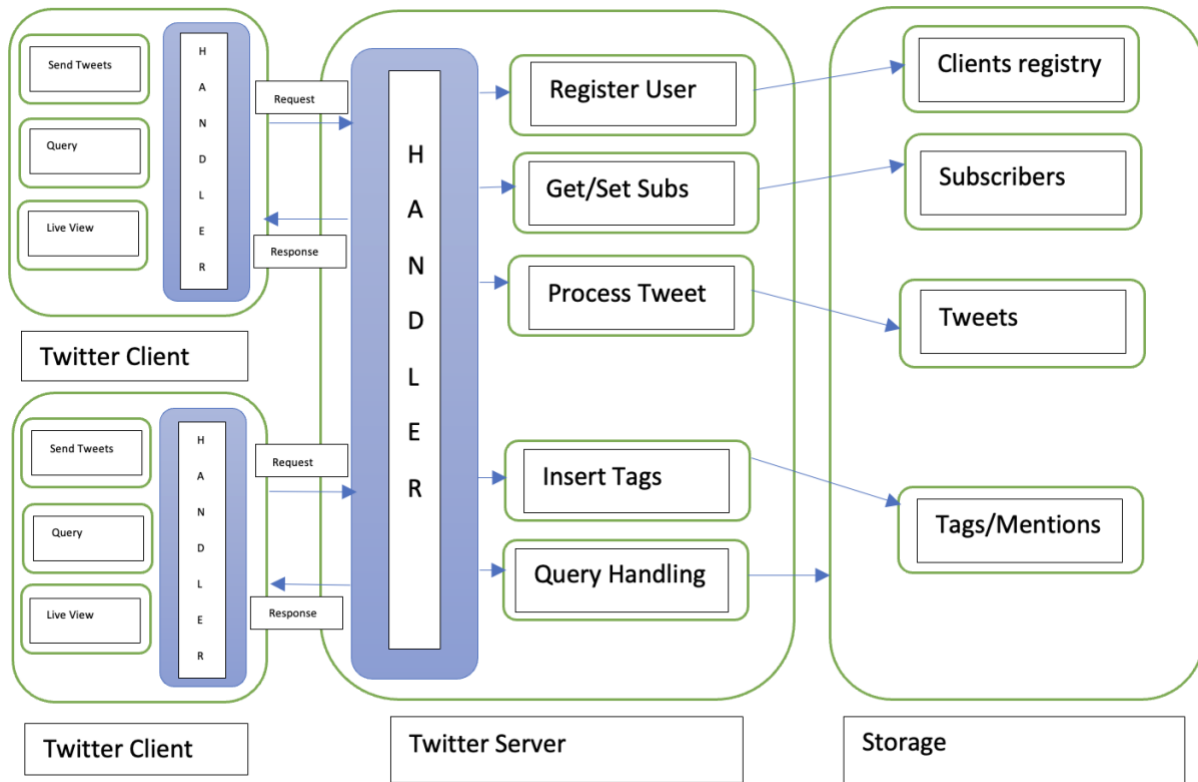 Send Tweets
Query
Live View
H
A
N
D
L
E
R
Twitter Client
Request
Response
Send Tweets
Query
Live View
H
A
N
D
L
E
R
Twitter Client
Request
Response
H
A
N
D
L
E
R
Register User
Get/Set Subs
Process Tweet
Insert Tags
Query Handling
Twitter Server
Clients registry
Subscribers
Tweets
Tags/Mentions
Storage